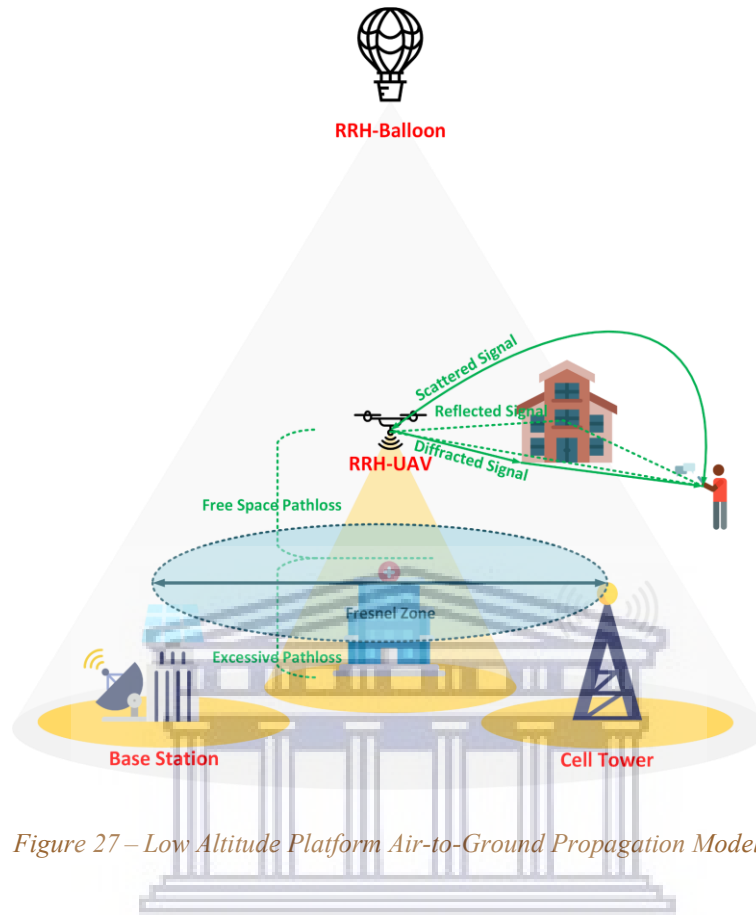 RRH-Balloon
Scattered Signal
Reflected Signal
Diffracted Signal
RRH-UAV
Free Space Pathloss
Fresnel Zone
Excessive Pathloss
Base Station
Cell Tower
Figure 27 – Low Altitude Platform Air-to-Ground Propagation Model